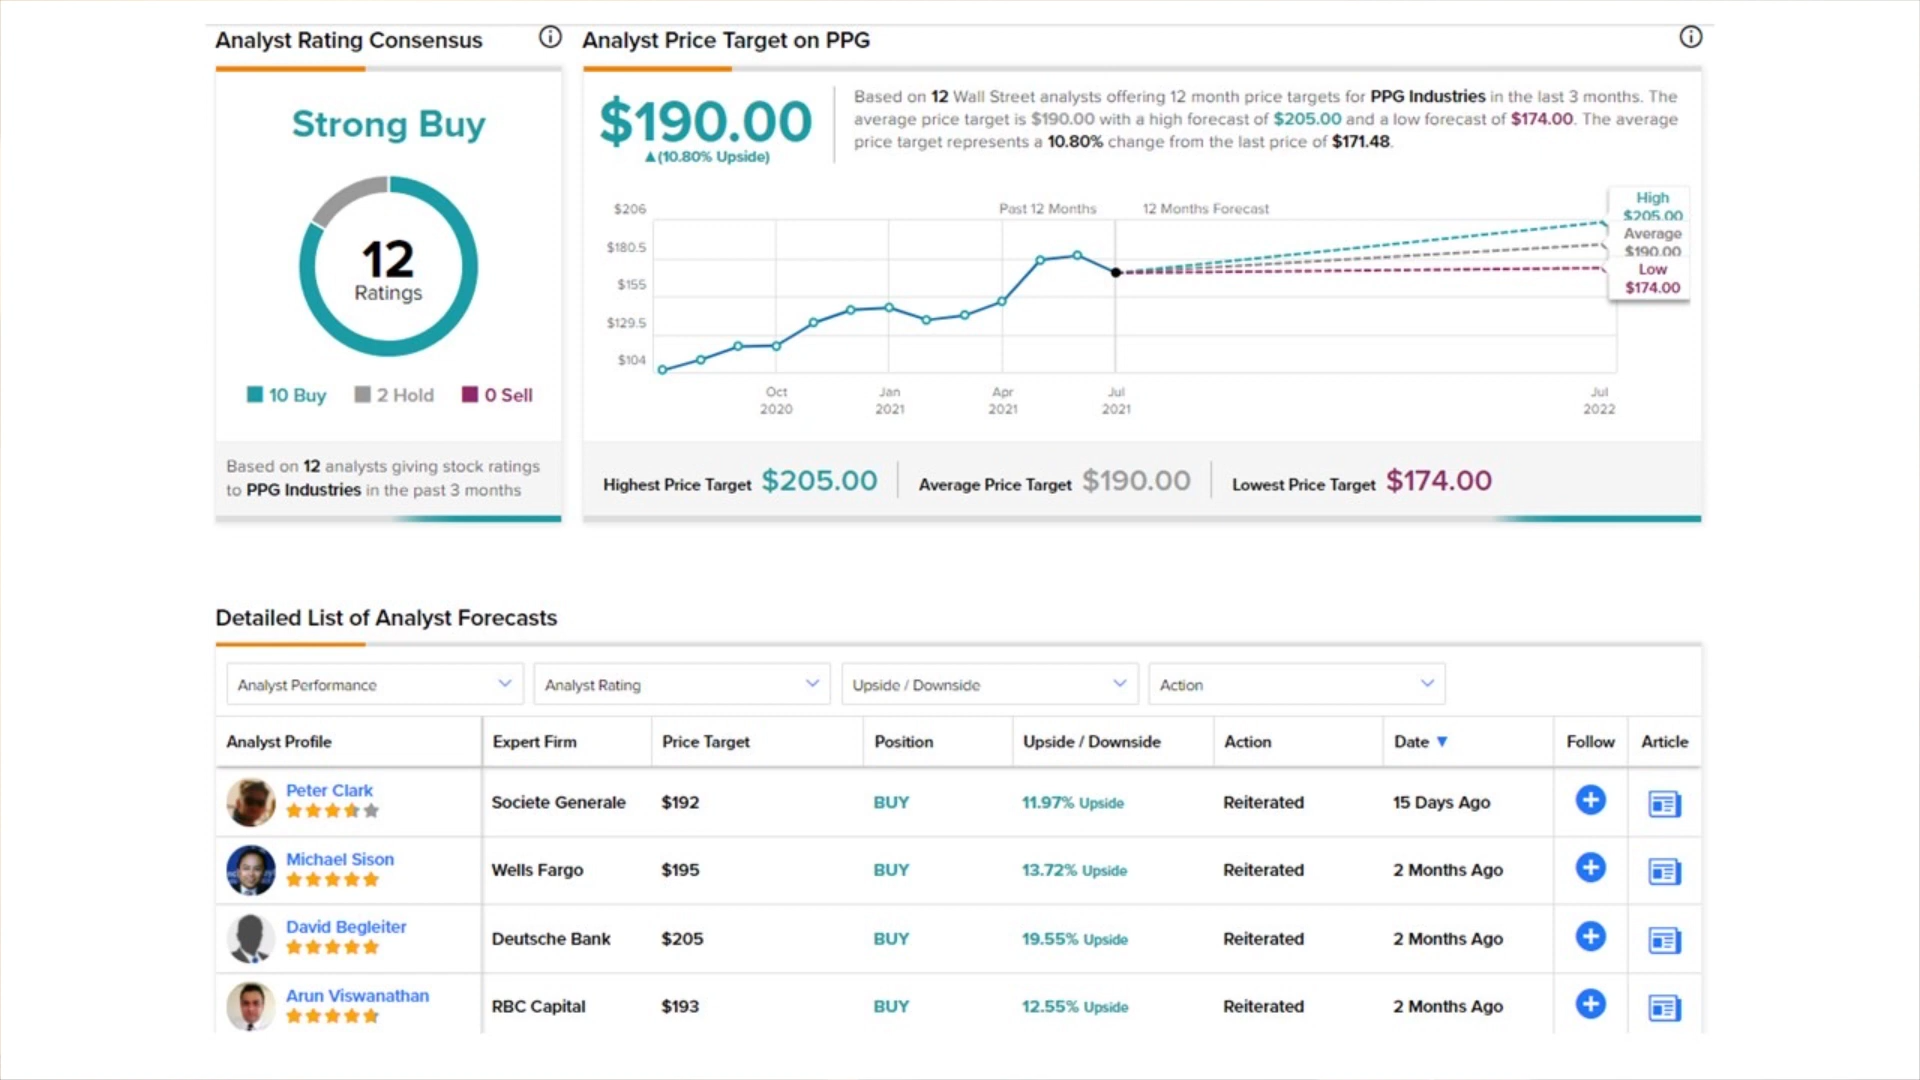 Analyst Rating Consensus
Strong Buy
12
Ratings
10 Buy 2 Hold 0 Sell
Based on 12 analysts giving stock ratings
to PPG Industries in the past 3 months
Analyst Price Target on PPG
$190.00
▲(10.80% Upside)
Based on 12 Wall Street analysts offering 12 month price targets for PPG Industries in the last 3 months. The
average price target is $190.00 with a high forecast of $205.00 and a low forecast of $174.00. The average
price target represents a 10.80% change from the last price of $171.48.
Past 12 Months 12 Months Forecast
$206
$180.5
$155
$129.5
$104
High
$205.00
Average
$190.00
Low
$174.00
Oct Jan Apr Jul Jul
2020 2021 2021 2021 2022
Highest Price Target $205.00 Average Price Target $190.00 Lowest Price Target $174.00
Detailed List of Analyst Forecasts
Analyst Performance Analyst Rating Upside / Downside Action
Analyst Profile Expert Firm Price Target Position Upside / Downside Action Date ▼ Follow Article
Peter Clark Societe Generale $192 BUY 11.97% Upside Reiterated 15 Days Ago
Michael Sison Wells Fargo $195 BUY 13.72% Upside Reiterated 2 Months Ago
David Begleiter Deutsche Bank $205 BUY 19.55% Upside Reiterated 2 Months Ago
Arun Viswanathan RBC Capital $193 BUY 12.55% Upside Reiterated 2 Months Ago